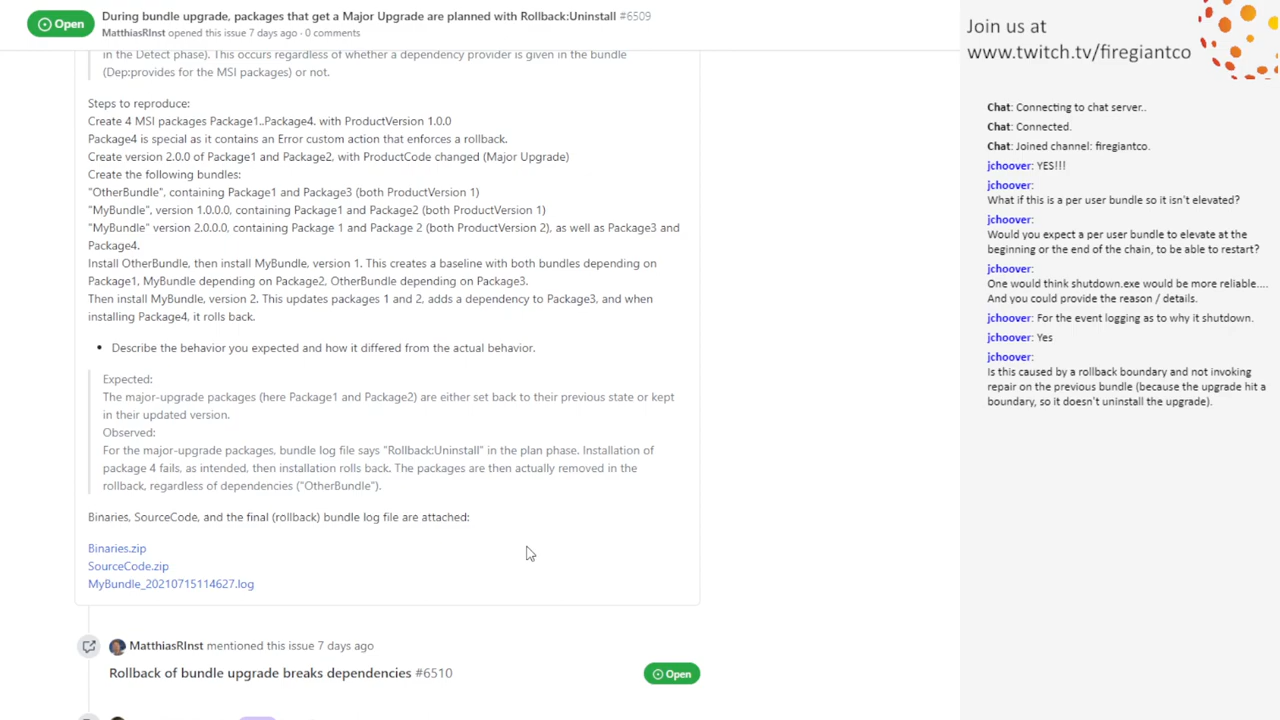 Open
During bundle upgrade, packages that get a Major Upgrade are planned with Rollback:Uninstall #6509
MatthiasRInst opened this issue 7 days ago · 0 comments
in the Detect phase). This occurs regardless of whether a dependency provider is given in the bundle
(Dep:provides for the MSI packages) or not.
Steps to reproduce:
Create 4 MSI packages Package1..Package4. with ProductVersion 1.0.0
Package4 is special as it contains an Error custom action that enforces a rollback.
Create version 2.0.0 of Package1 and Package2, with ProductCode changed (Major Upgrade)
Create the following bundles:
"OtherBundle", containing Package1 and Package3 (both ProductVersion 1)
"MyBundle", version 1.0.0.0, containing Package1 and Package2 (both ProductVersion 1)
"MyBundle" version 2.0.0.0, containing Package 1 and Package 2 (both ProductVersion 2), as well as Package3 and
Package4.
Install OtherBundle, then install MyBundle, version 1. This creates a baseline with both bundles depending on
Package1, MyBundle depending on Package2, OtherBundle depending on Package3.
Then install MyBundle, version 2. This updates packages 1 and 2, adds a dependency to Package3, and when
installing Package4, it rolls back.
• Describe the behavior you expected and how it differed from the actual behavior.
Expected:
The major-upgrade packages (here Package1 and Package2) are either set back to their previous state or kept
in their updated version.
Observed:
For the major-upgrade packages, bundle log file says "Rollback:Uninstall" in the plan phase. Installation of
package 4 fails, as intended, then installation rolls back. The packages are then actually removed in the
rollback, regardless of dependencies ("OtherBundle").
Binaries, SourceCode, and the final (rollback) bundle log file are attached:
Binaries.zip
SourceCode.zip
MyBundle_20210715114627.log
MatthiasRInst mentioned this issue 7 days ago
Rollback of bundle upgrade breaks dependencies #6510
Open
Join us at
www.twitch.tv/firegiantco
Chat: Connecting to chat server..
Chat: Connected.
Chat: Joined channel: firegiantco.
jchoover: YES!!!
jchoover:
What if this is a per user bundle so it isn't elevated?
jchoover:
Would you expect a per user bundle to elevate at the
beginning or the end of the chain, to be able to restart?
jchoover:
One would think shutdown.exe would be more reliable....
And you could provide the reason / details.
jchoover: For the event logging as to why it shutdown.
jchoover: Yes
jchoover:
Is this caused by a rollback boundary and not invoking
repair on the previous bundle (because the upgrade hit a
boundary, so it doesn't uninstall the upgrade).